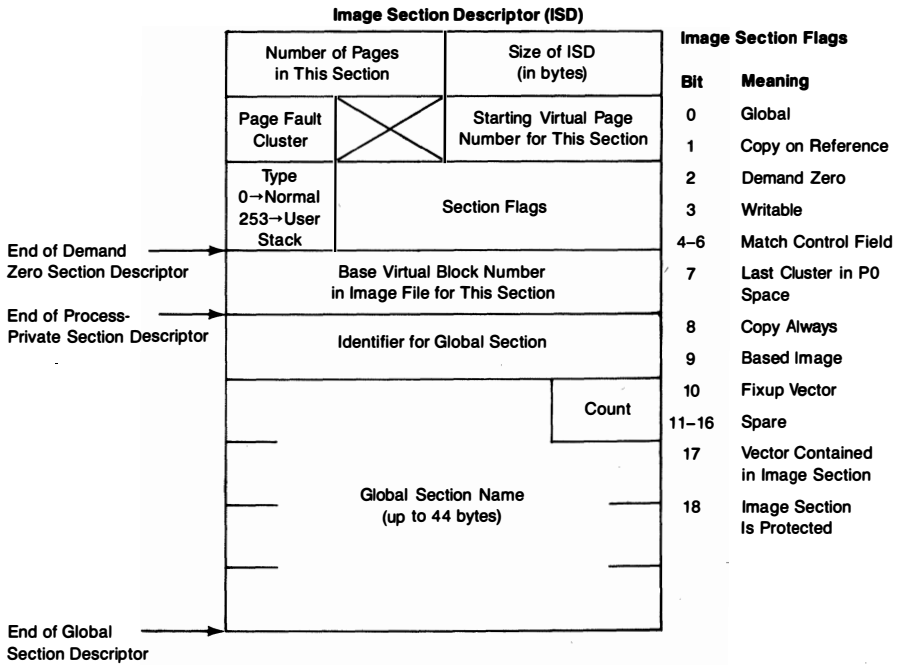 Image Section Descriptor (ISD)
Number of Pages
in This Section
Size of ISD
(in bytes)
Page Fault
Cluster
Starting Virtual Page
Number for This Section
Type
0→Normal
253→User
Stack
Section Flags
End of Demand
Zero Section Descriptor
Base Virtual Block Number
in Image File for This Section
End of Process-
Private Section Descriptor
Identifier for Global Section
Count
Global Section Name
(up to 44 bytes)
End of Global
Section Descriptor
Image Section Flags
Bit Meaning
0 Global
1 Copy on Reference
2 Demand Zero
3 Writable
4–6 Match Control Field
7 Last Cluster in P0
Space
8 Copy Always
9 Based Image
10 Fixup Vector
11–16 Spare
17 Vector Contained
in Image Section
18 Image Section
Is Protected